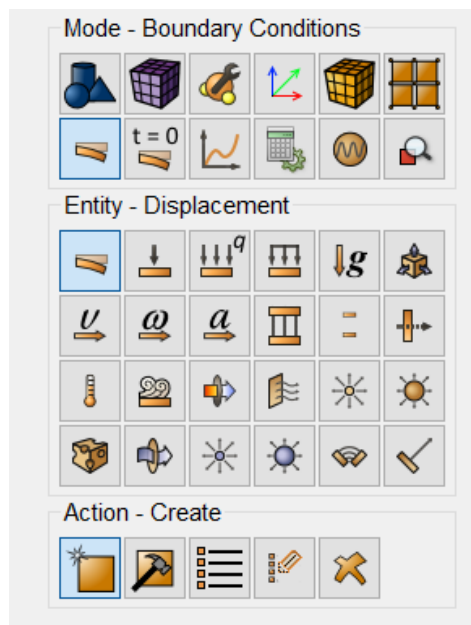 Mode - Boundary Conditions
t = 0
Entity - Displacement
q
g
υ ω a
Action - Create